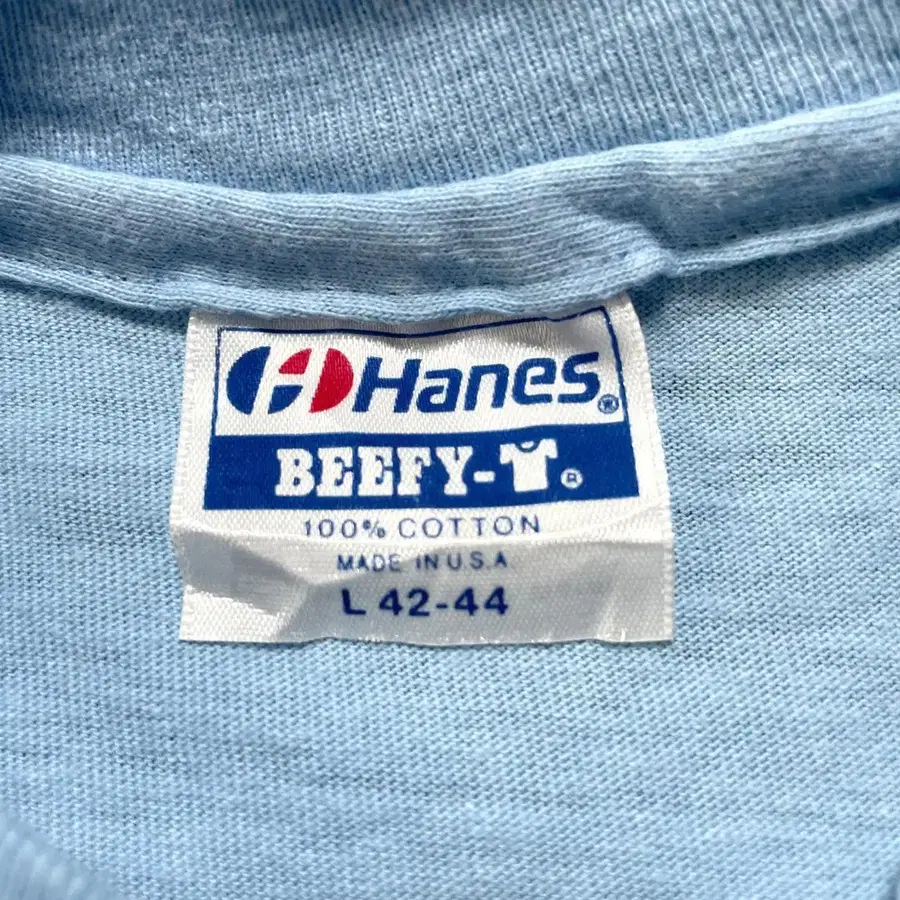 Hanes®
BEEFY-T®
100% COTTON
MADE IN U.S.A
L 42-44